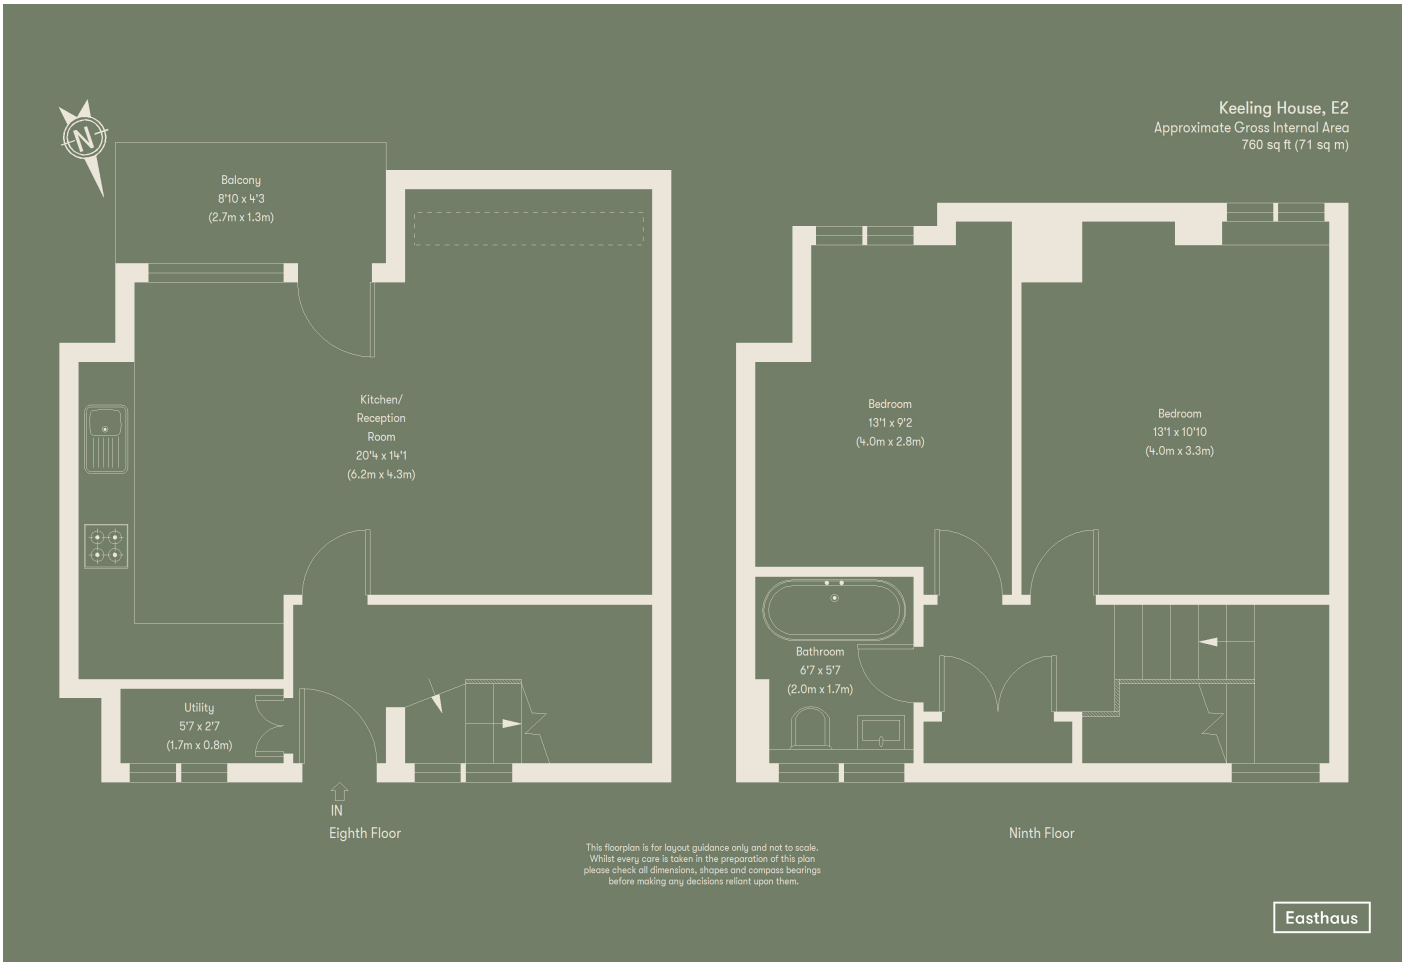 Keeling House, E2
Approximate Gross Internal Area
760 sq ft (71 sq m)
N
Balcony
8'10 x 4'3
(2.7m x 1.3m)
Kitchen/
Reception
Room
20'4 x 14'1
(6.2m x 4.3m)
Utility
5'7 x 2'7
(1.7m x 0.8m)
IN
Eighth Floor
Bedroom
13'1 x 9'2
(4.0m x 2.8m)
Bedroom
13'1 x 10'10
(4.0m x 3.3m)
Bathroom
6'7 x 5'7
(2.0m x 1.7m)
Ninth Floor
This floorplan is for layout guidance only and not to scale.
Whilst every care is taken in the preparation of this plan
please check all dimensions, shapes and compass bearings
before making any decisions reliant upon them.
Easthaus